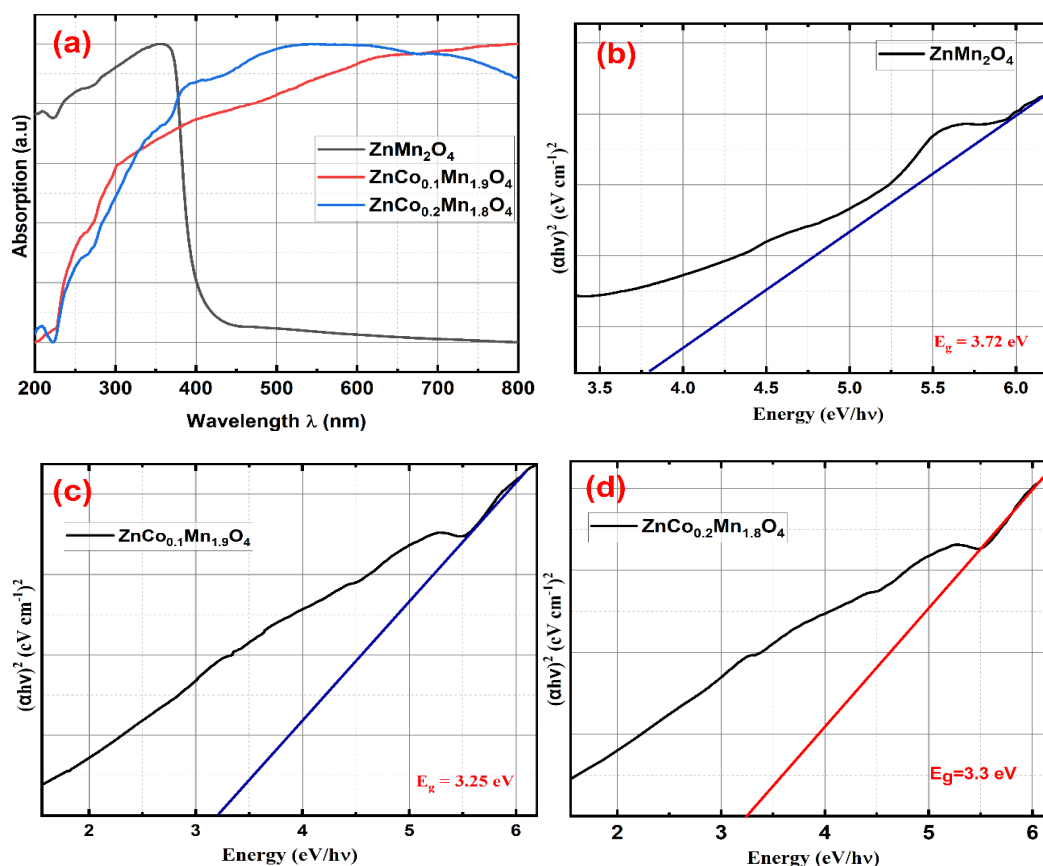 (a)
ZnMn₂O₄
ZnCo₀.₁Mn₁.₉O₄
ZnCo₀.₂Mn₁.₈O₄
Absorption (a.u)
200 300 400 500 600 700 800
Wavelength λ (nm)
(b)
ZnMn₂O₄
(αhν)² (eV cm⁻¹)²
E_g = 3.72 eV
3.5 4.0 4.5 5.0 5.5 6.0
Energy (eV/hν)
(c)
ZnCo₀.₁Mn₁.₉O₄
(αhν)² (eV cm⁻¹)²
E_g = 3.25 eV
2 3 4 5 6
Energy (eV/hν)
(d)
ZnCo₀.₂Mn₁.₈O₄
(αhν)² (eV cm⁻¹)²
Eg=3.3 eV
2 3 4 5 6
Energy (eV/hν)